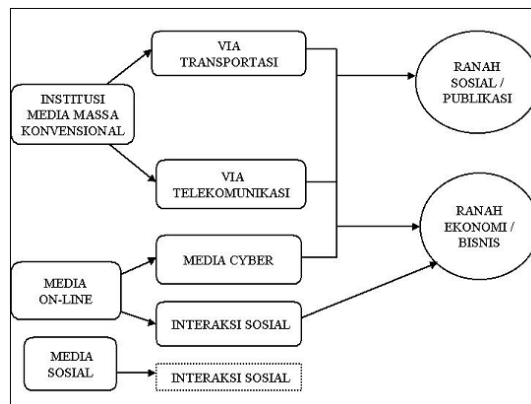 VIA
TRANSPORTASI
RANAH
SOSIAL /
PUBLIKASI
INSTITUSI
MEDIA MASSA
KONVENSIONAL
VIA
TELEKOMUNIKASI
RANAH
EKONOMI /
BISNIS
MEDIA CYBER
MEDIA
ON-LINE
INTERAKSI SOSIAL
MEDIA
SOSIAL
INTERAKSI SOSIAL